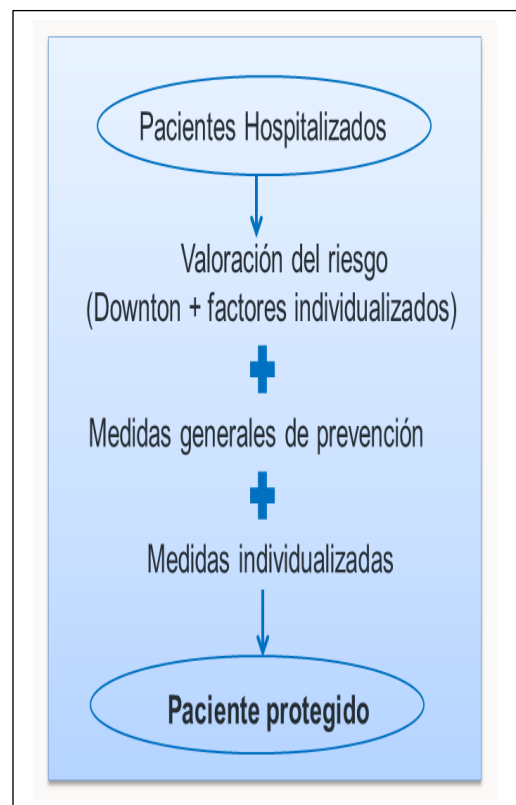 Pacientes Hospitalizados
Valoración del riesgo
(Downton + factores individualizados)
Medidas generales de prevención
Medidas individualizadas
Paciente protegido